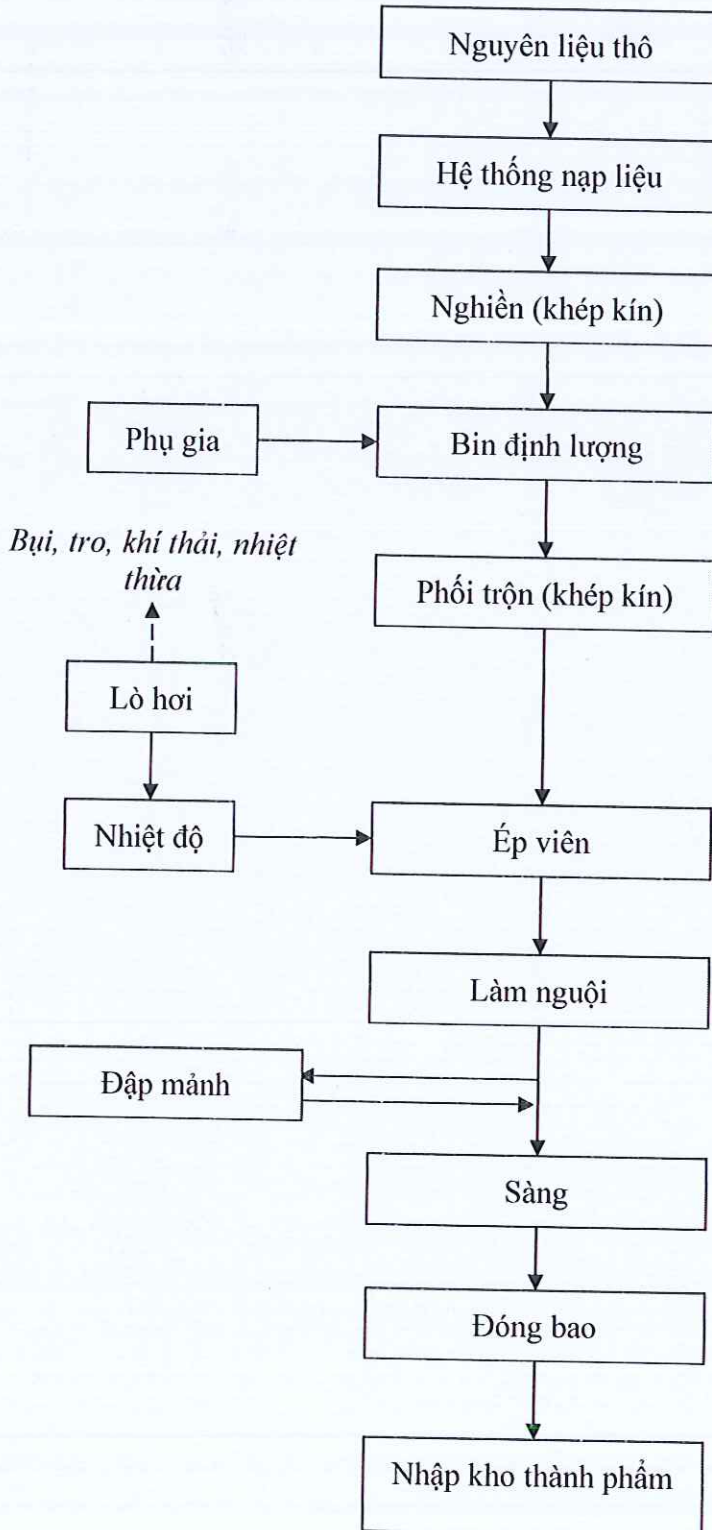 Nguyên liệu thô
Hệ thống nạp liệu
Nghiền (khép kín)
Phụ gia
Bin định lượng
Bụi, tro, khí thải, nhiệt
thừa
Phối trộn (khép kín)
Lò hơi
Nhiệt độ
Ép viên
Làm nguội
Đập mảnh
Sàng
Đóng bao
Nhập kho thành phẩm